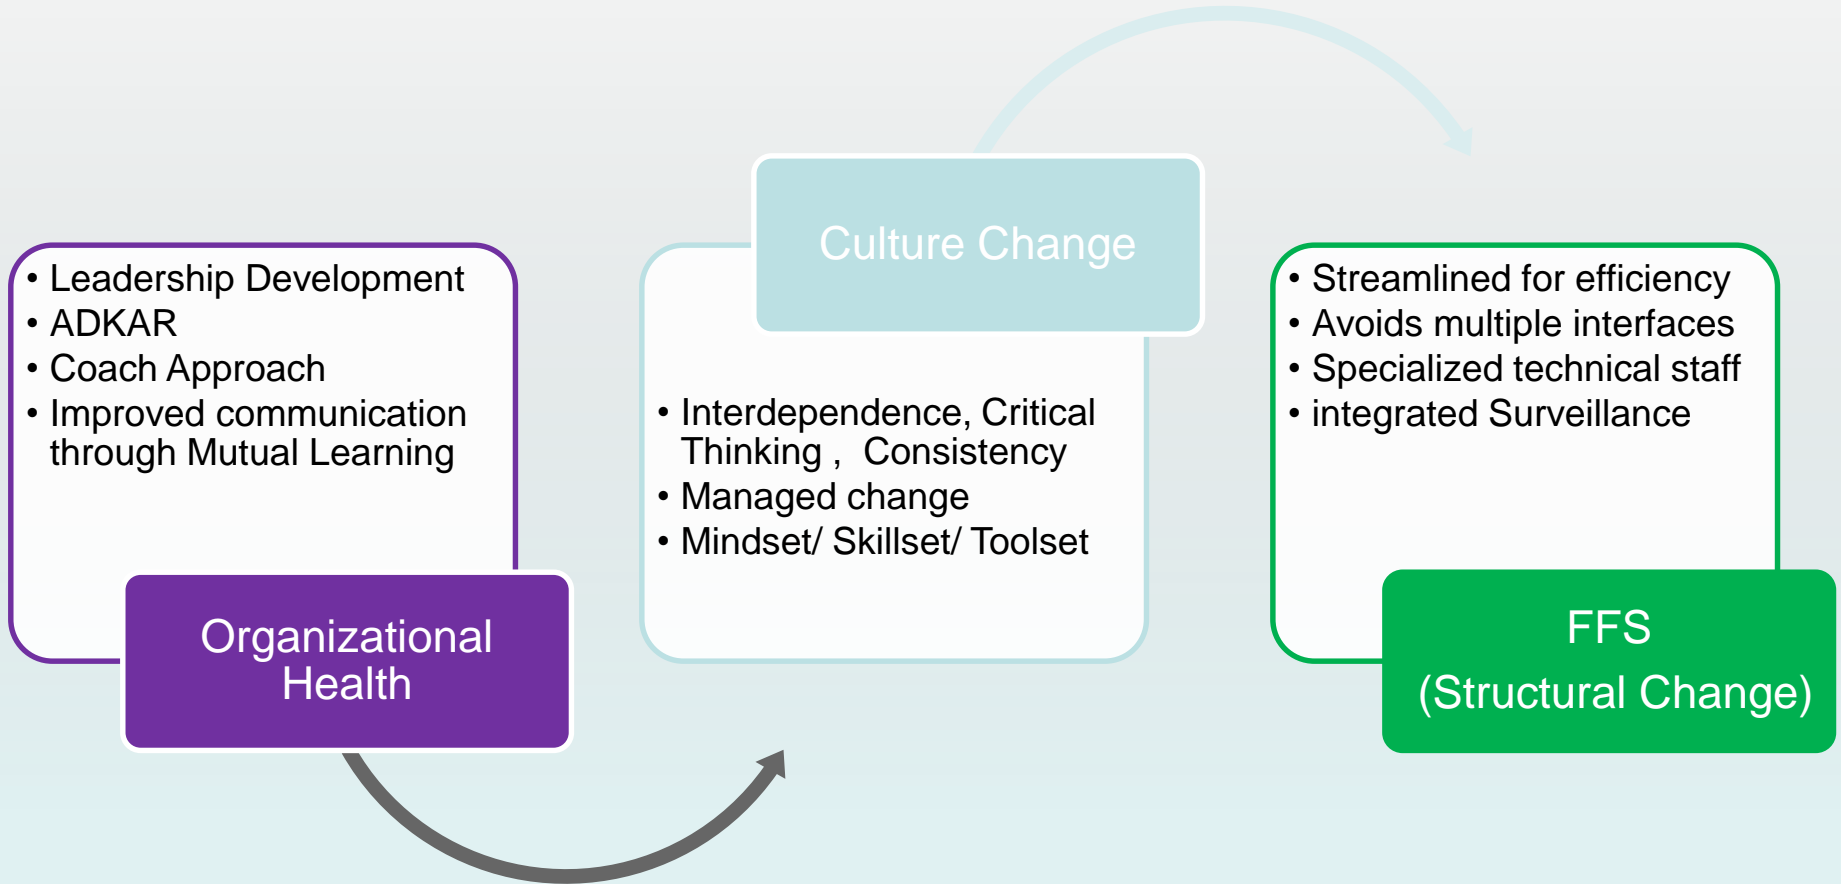 • Leadership Development
• ADKAR
• Coach Approach
• Improved communication
through Mutual Learning
Organizational
Health
Culture Change
• Interdependence, Critical
Thinking ,  Consistency
• Managed change
• Mindset/ Skillset/ Toolset
• Streamlined for efficiency
• Avoids multiple interfaces
• Specialized technical staff
• integrated Surveillance
FFS
(Structural Change)